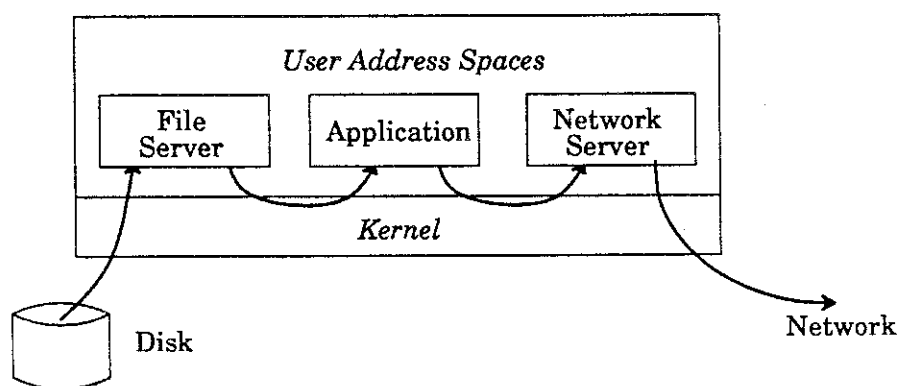 User Address Spaces
File
Server
Application
Network
Server
Kernel
Disk
Network